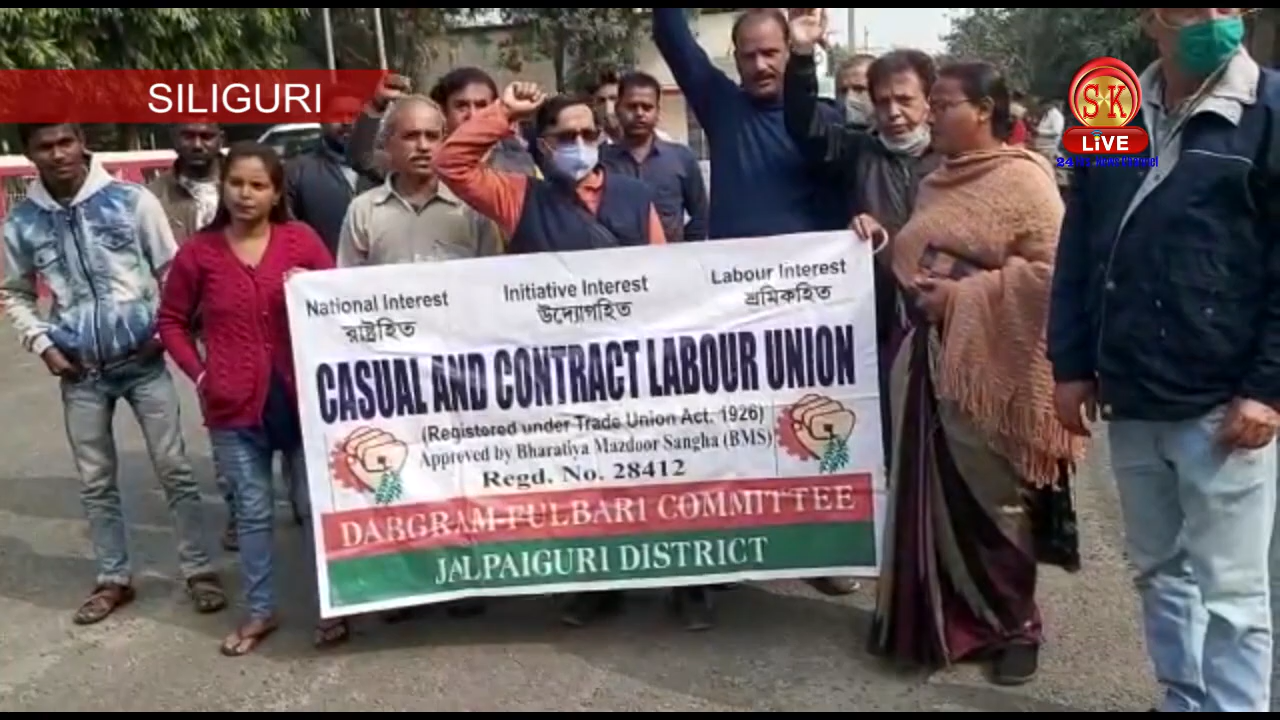 SILIGURI
SK
LIVE
National Interest
রাষ্ট্রহিত
Initiative Interest
উদ্যোগহিত
Labour Interest
শ্রমিকহিত
CASUAL AND CONTRACT LABOUR UNION
(Registered under Trade Union Act, 1926)
Approved by Bharatiya Mazdoor Sangha (BMS)
Regd. No. 28412
DABGRAM-FULBARI COMMITTEE
JALPAIGURI DISTRICT